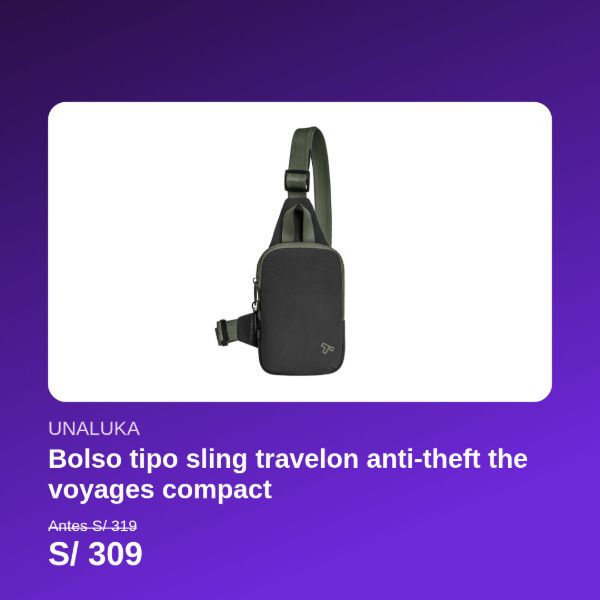 UNALUKA
Bolso tipo sling travelon anti-theft the
voyages compact
Antes S/ 319
S/ 309